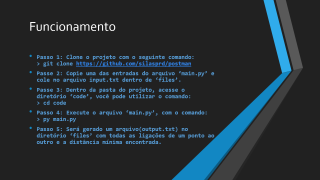 Funcionamento
Passo 1: Clone o projeto com o seguinte comando:
> git clone https://github.com/silasprd/postman
Passo 2: Copie uma das entradas do arquivo ‘main.py’ e
cole no arquivo input.txt dentro de ‘files’.
Passo 3: Dentro da pasta do projeto, acesse o
diretório ‘code’, você pode utilizar o comando:
> cd code
Passo 4: Execute o arquivo ‘main.py’, com o comando:
> py main.py
Passo 5: Será gerado um arquivo(output.txt) no
diretório ‘files’ com todas as ligações de um ponto ao
outro e a distância mínima encontrada.